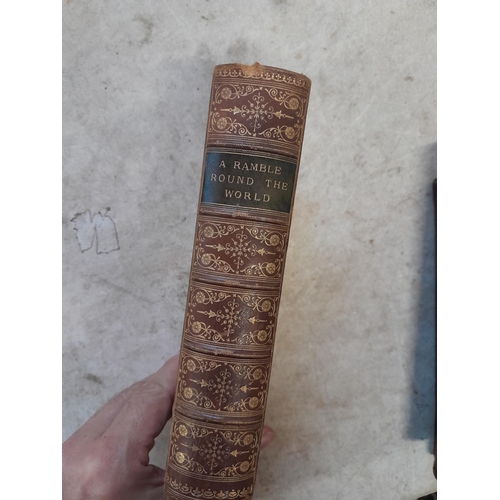 A RAMBLE
ROUND THE
WORLD